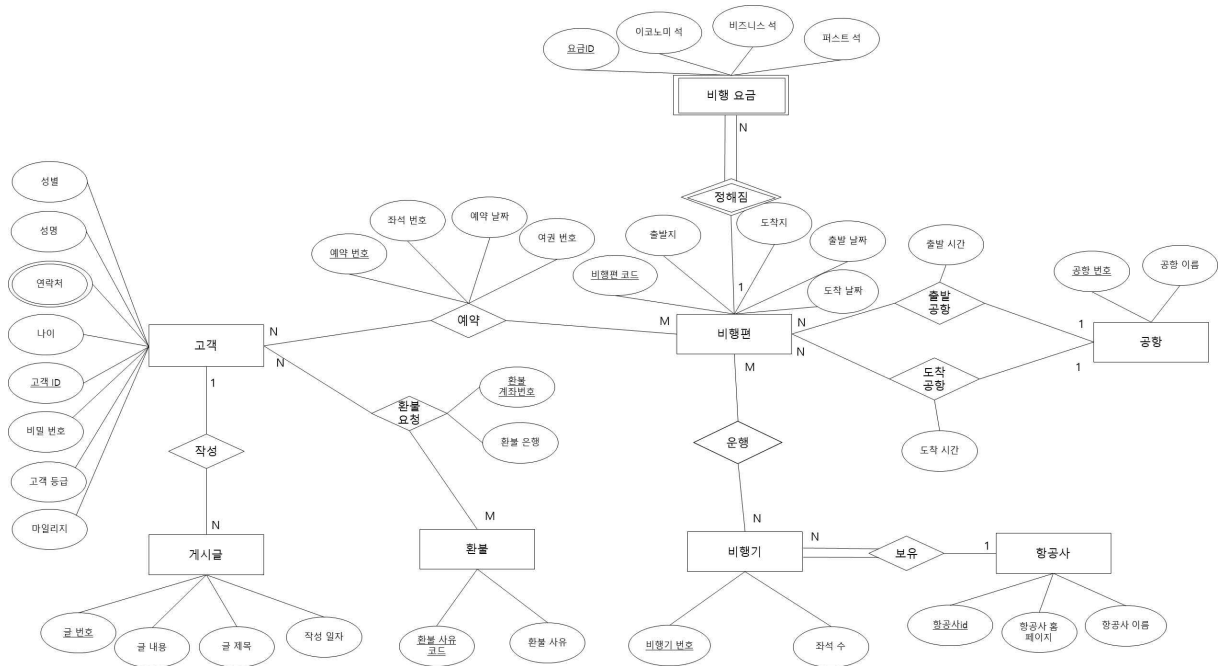 이코노미 석
비즈니스 석
퍼스트 석
요금ID
비행 요금
N
정해짐
1
성별
성명
연락처
나이
고객 ID
비밀 번호
고객 등급
마일리지
고객
N
N
1
예약 번호
좌석 번호
예약 날짜
여권 번호
예약
M
비행편 코드
출발지
도착지
출발 날짜
도착 날짜
비행편
N
N
M
출발 시간
출발
공항
도착
공항
도착 시간
1
1
공항 번호
공항 이름
공항
환불
요청
환불
계좌번호
환불 은행
M
환불
환불 사유
코드
환불 사유
작성
N
게시글
글 번호
글 내용
글 제목
작성 일자
운행
N
비행기
비행기 번호
좌석 수
N
보유
1
항공사
항공사id
항공사 홈
페이지
항공사 이름